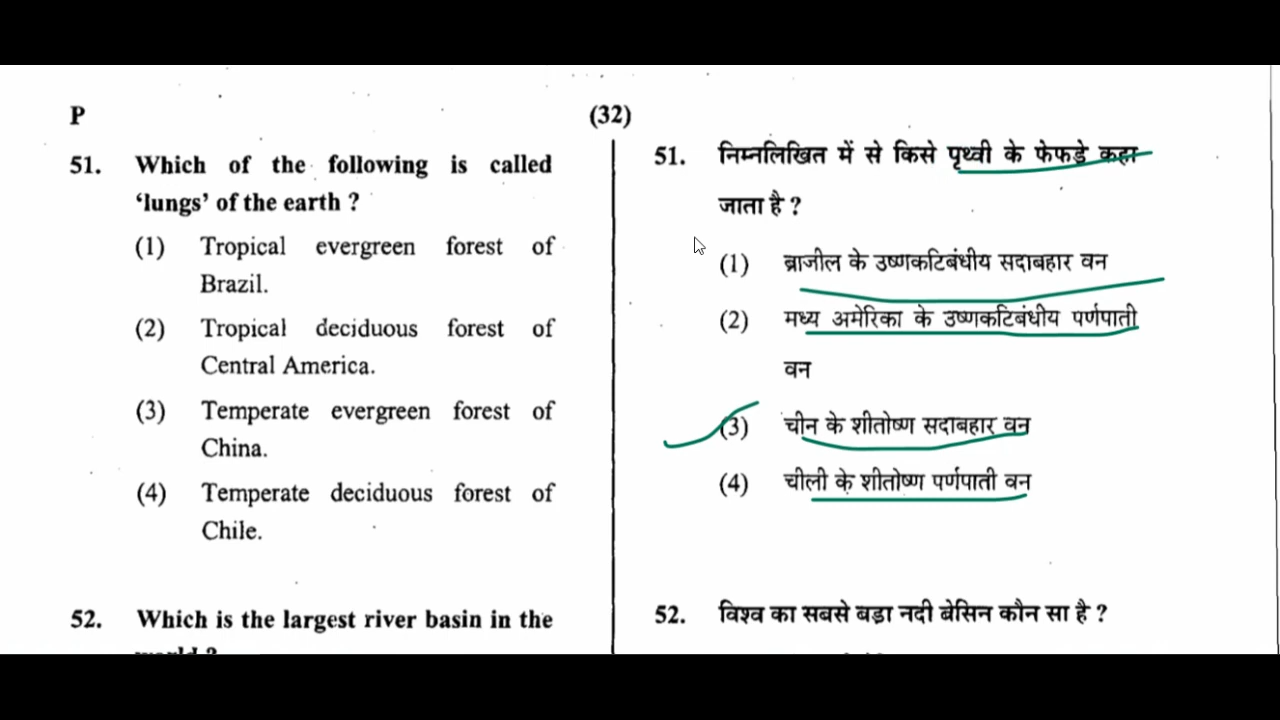 P
(32)
51. Which of the following is called
‘lungs’ of the earth ?
(1) Tropical evergreen forest of
Brazil.
(2) Tropical deciduous forest of
Central America.
(3) Temperate evergreen forest of
China.
(4) Temperate deciduous forest of
Chile.
52. Which is the largest river basin in the
world ?
51. निम्नलिखित में से किसे पृथ्वी के फेफड़े कहा
जाता है ?
(1) ब्राजील के उष्णकटिबंधीय सदाबहार वन
(2) मध्य अमेरिका के उष्णकटिबंधीय पर्णपाती
वन
(3) चीन के शीतोष्ण सदाबहार वन
(4) चीली के शीतोष्ण पर्णपाती वन
52. विश्व का सबसे बड़ा नदी बेसिन कौन सा है ?